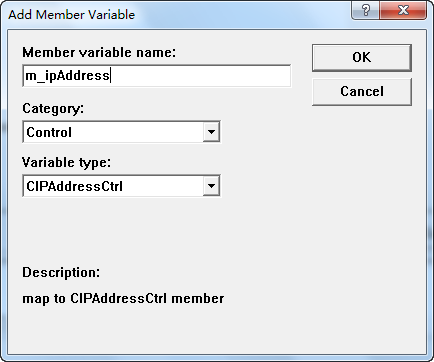 Add Member Variable
Member variable name:
m_ipAddress
OK
Cancel
Category:
Control
Variable type:
CIPAddressCtrl
Description:
map to CIPAddressCtrl member